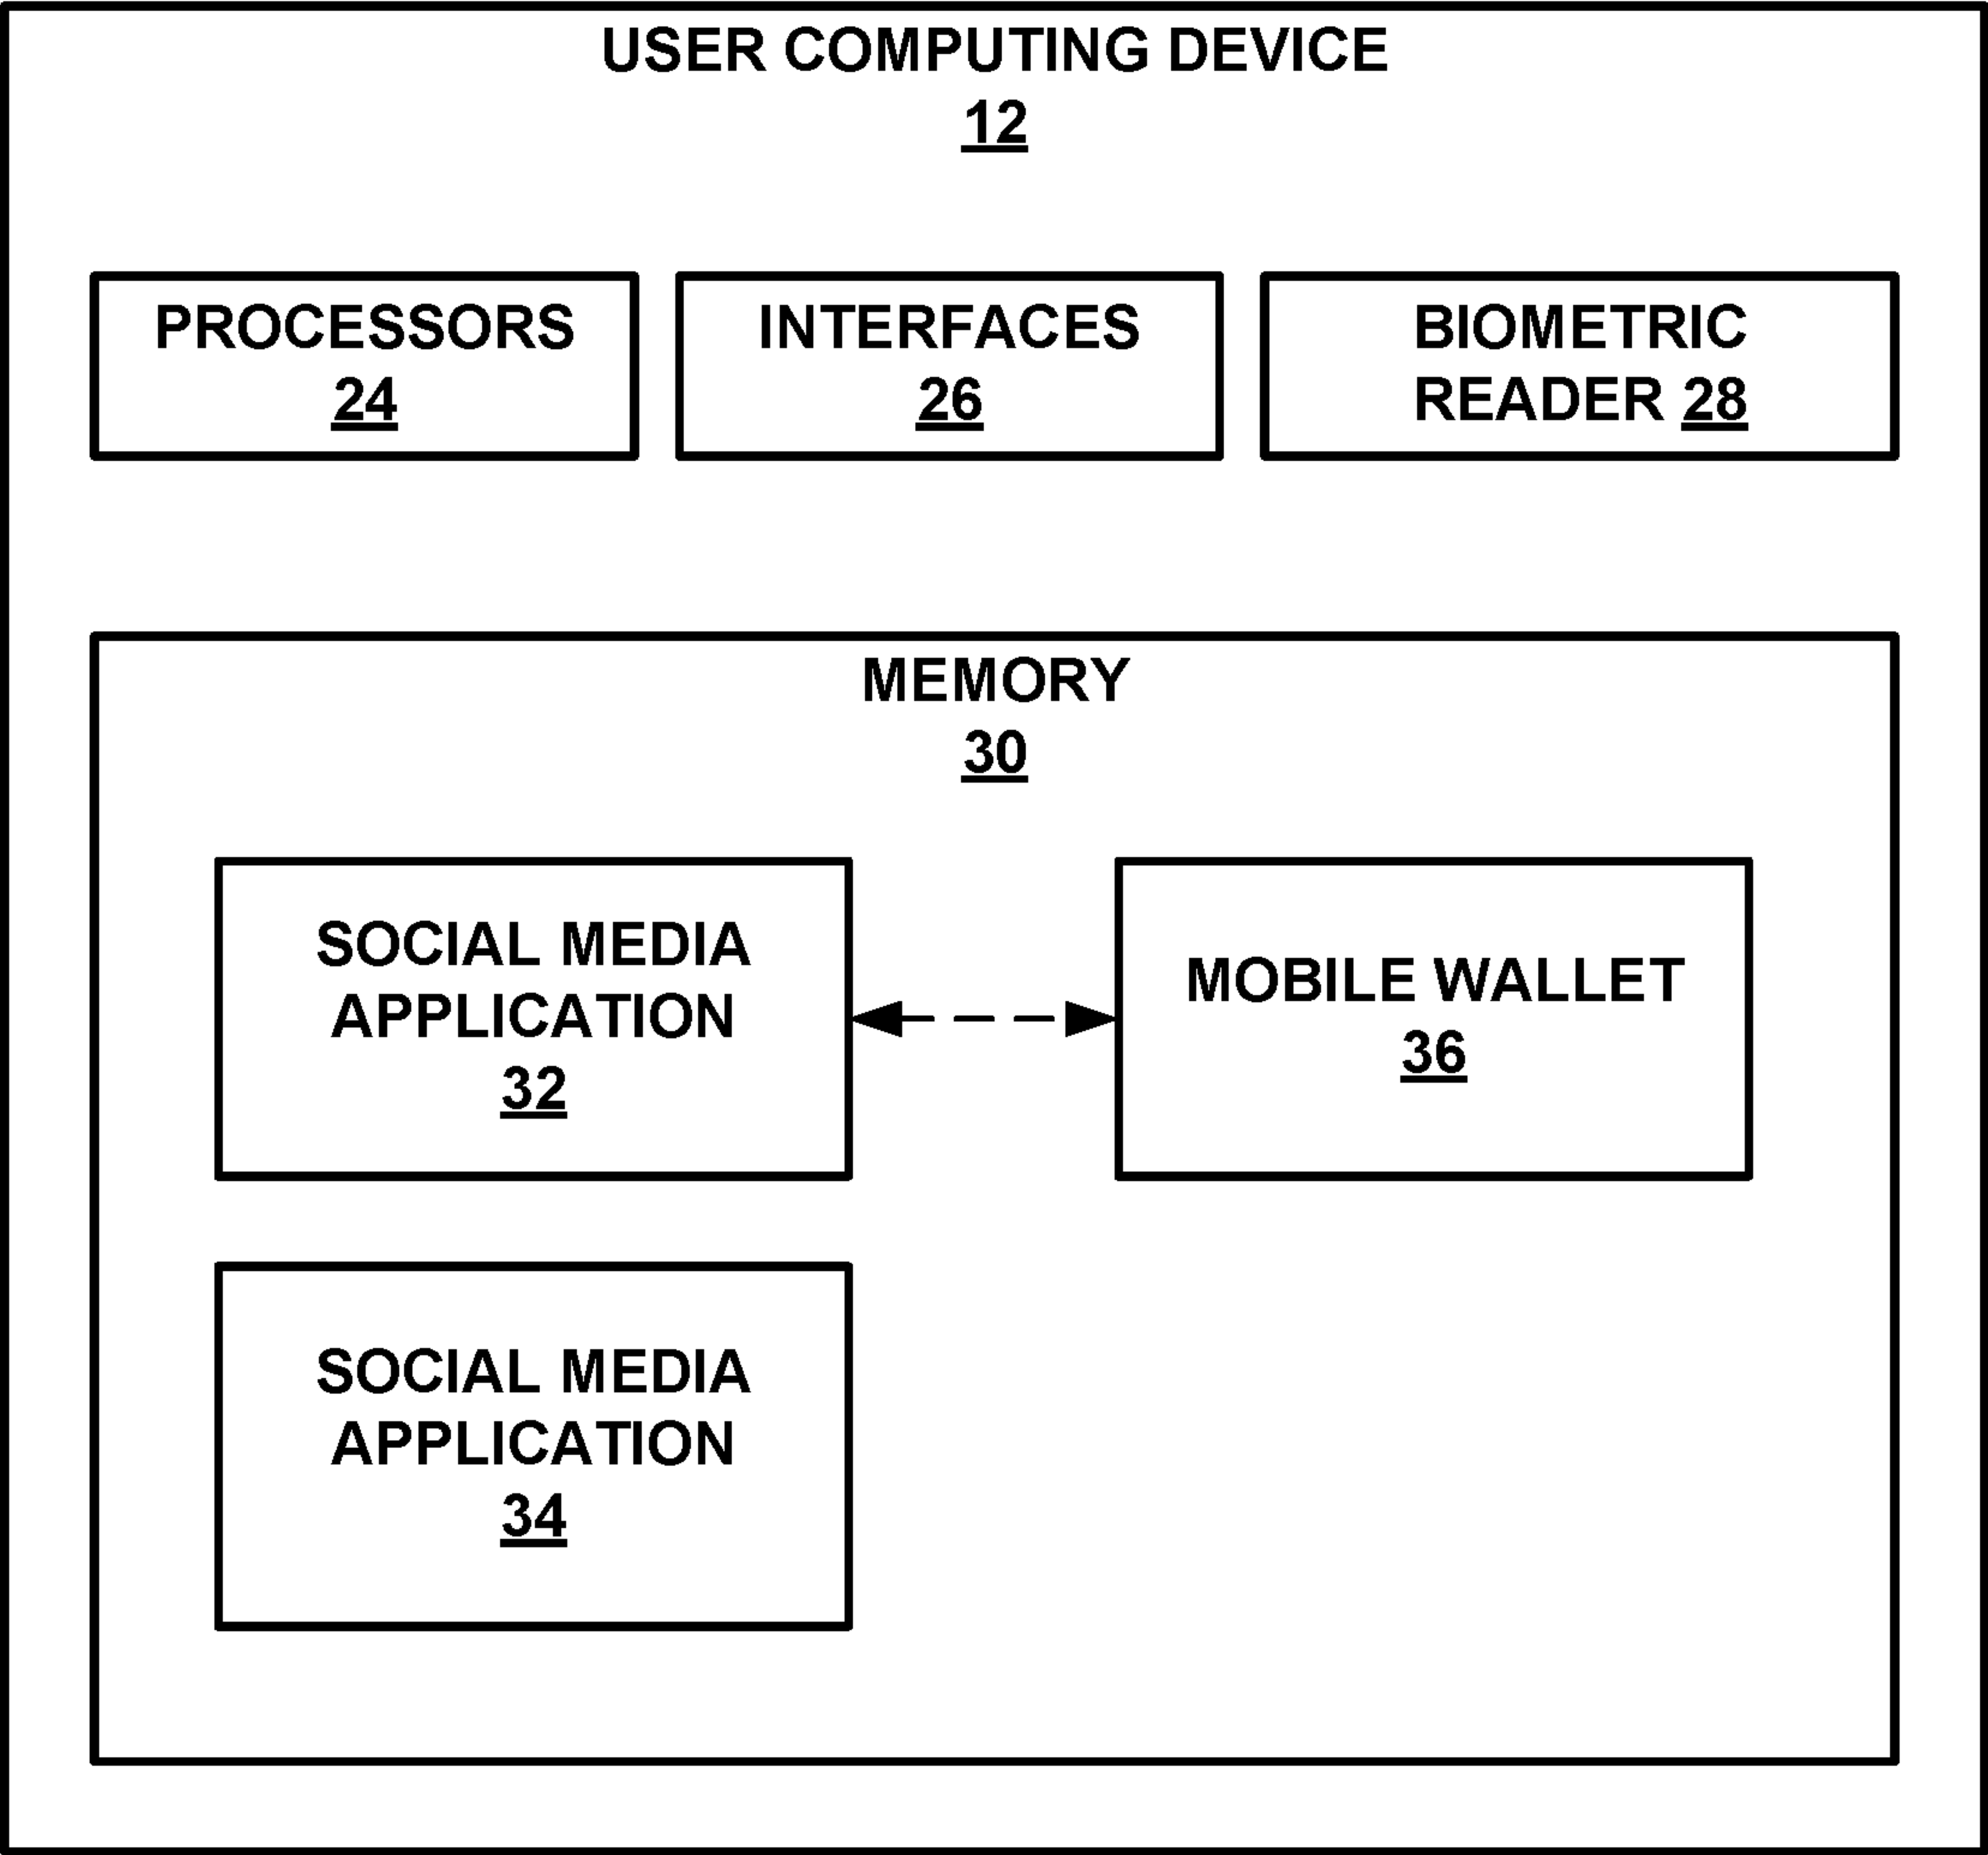 USER COMPUTING DEVICE
12
PROCESSORS
24
INTERFACES
26
BIOMETRIC
READER 28
MEMORY
30
SOCIAL MEDIA
APPLICATION
32
MOBILE WALLET
36
SOCIAL MEDIA
APPLICATION
34